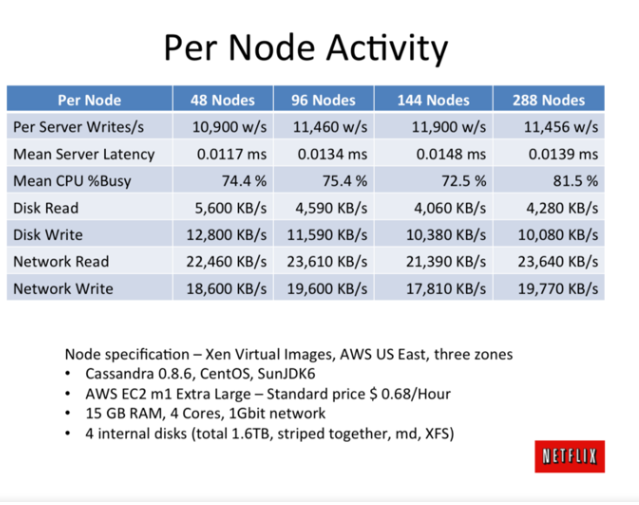 Per Node Activity
Per Node 48 Nodes 96 Nodes 144 Nodes 288 Nodes
Per Server Writes/s 10,900 w/s 11,460 w/s 11,900 w/s 11,456 w/s
Mean Server Latency 0.0117 ms 0.0134 ms 0.0148 ms 0.0139 ms
Mean CPU %Busy 74.4 % 75.4 % 72.5 % 81.5 %
Disk Read 5,600 KB/s 4,590 KB/s 4,060 KB/s 4,280 KB/s
Disk Write 12,800 KB/s 11,590 KB/s 10,380 KB/s 10,080 KB/s
Network Read 22,460 KB/s 23,610 KB/s 21,390 KB/s 23,640 KB/s
Network Write 18,600 KB/s 19,600 KB/s 17,810 KB/s 19,770 KB/s
Node specification – Xen Virtual Images, AWS US East, three zones
• Cassandra 0.8.6, CentOS, SunJDK6
• AWS EC2 m1 Extra Large – Standard price $ 0.68/Hour
• 15 GB RAM, 4 Cores, 1Gbit network
• 4 internal disks (total 1.6TB, striped together, md, XFS)
NETFLIX